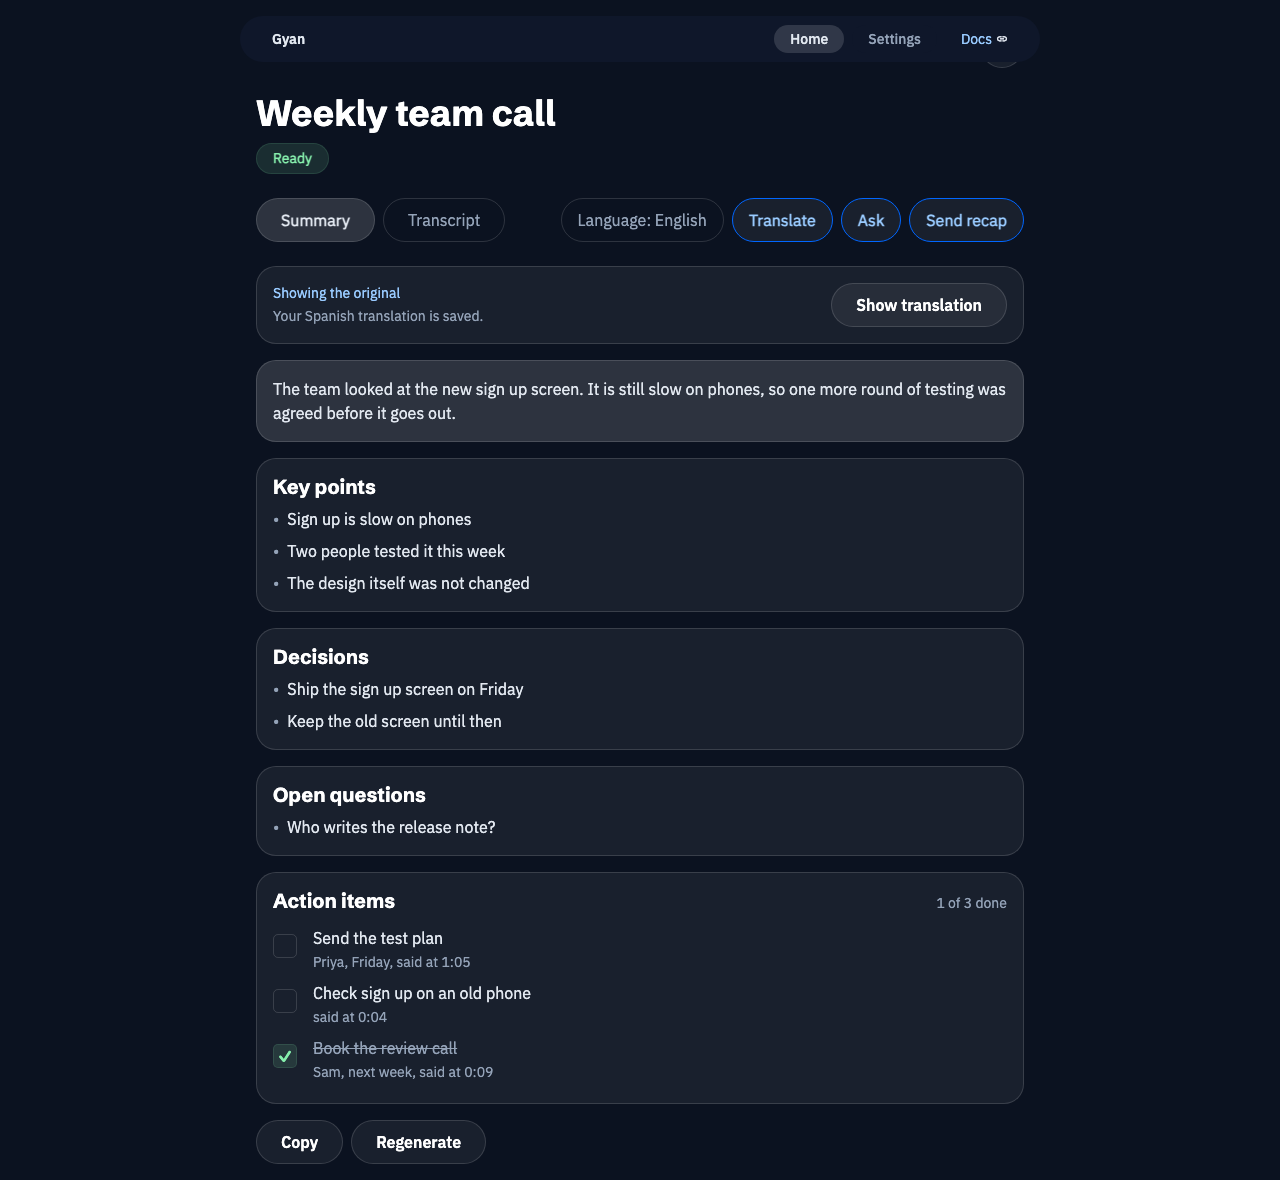 Gyan
Home
Settings
Docs
Weekly team call
Ready
Summary
Transcript
Language: English
Translate
Ask
Send recap
Showing the original
Your Spanish translation is saved.
Show translation
The team looked at the new sign up screen. It is still slow on phones, so one more round of testing was
agreed before it goes out.
Key points
• Sign up is slow on phones
• Two people tested it this week
• The design itself was not changed
Decisions
• Ship the sign up screen on Friday
• Keep the old screen until then
Open questions
• Who writes the release note?
Action items
1 of 3 done
Send the test plan
Priya, Friday, said at 1:05
Check sign up on an old phone
said at 0:04
Book the review call
Sam, next week, said at 0:09
Copy
Regenerate